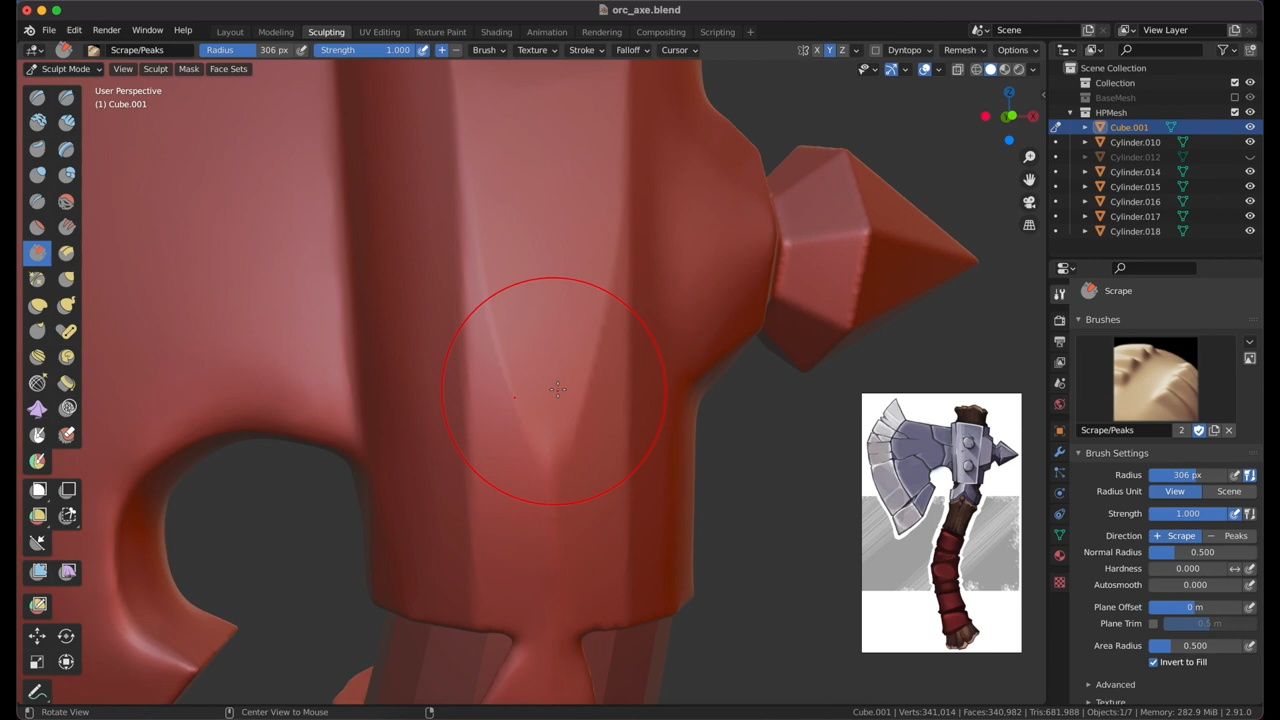 orc_axe.blend
File Edit Render Window Help Layout Modeling Sculpting UV Editing Texture Paint Shading Animation Rendering Compositing Scripting + Scene View Layer
Scrape/Peaks Radius 306 px Strength 1.000 + − Brush Texture Stroke Falloff Cursor X Y Z Dyntopo Remesh Options
Sculpt Mode View Sculpt Mask Face Sets
Scene Collection
Collection
BaseMesh
HPMesh
Cube.001
Cylinder.010
Cylinder.012
Cylinder.014
Cylinder.015
Cylinder.016
Cylinder.017
Cylinder.018
User Perspective
(1) Cube.001
Z
Y
X
Scrape
Brushes
Scrape/Peaks 2
Brush Settings
Radius 306 px
Radius Unit View Scene
Strength 1.000
Direction + Scrape − Peaks
Normal Radius 0.500
Hardness 0.000
Autosmooth 0.000
Plane Offset 0 m
Plane Trim 0.5 m
Area Radius 0.500
Invert to Fill
Advanced
Texture
Rotate View Center View to Mouse Cube.001 | Verts:341,014 | Faces:340,982 | Tris:681,988 | Objects:1/7 | Memory: 282.9 MiB | 2.91.0